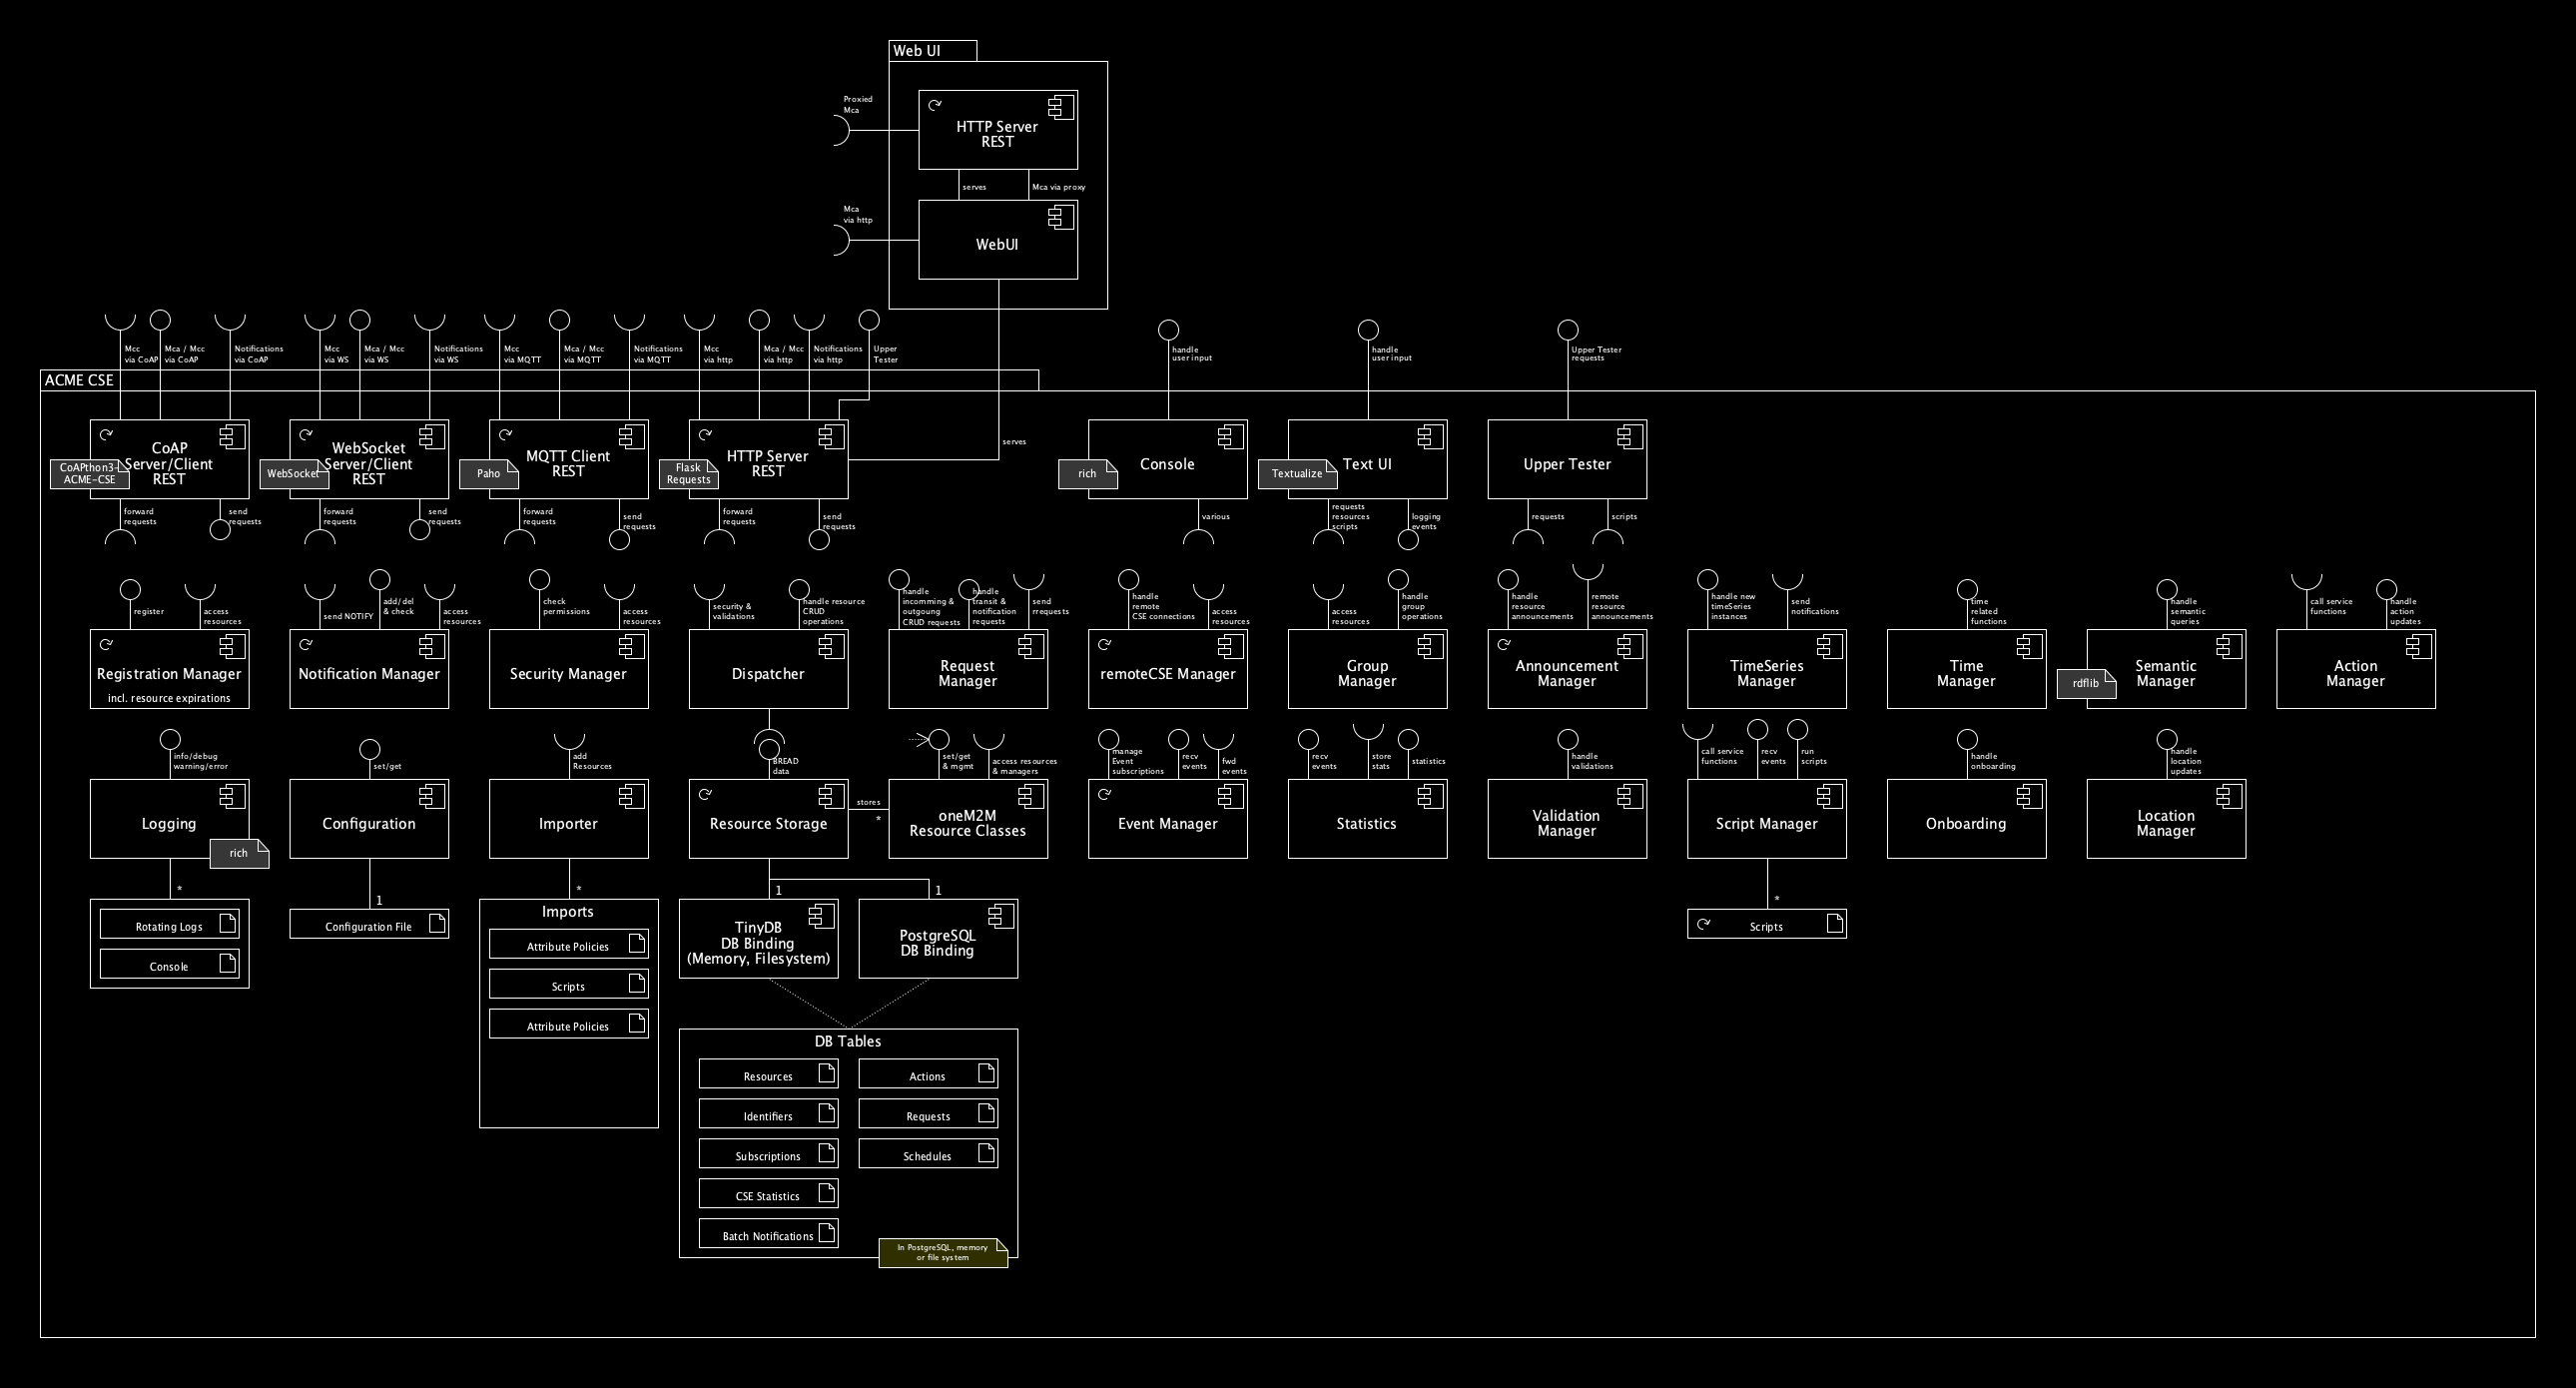 Web UI
Proxied
Mca
HTTP Server
REST
serves
Mca via proxy
Mca
via http
WebUI
Mcc
via CoAP
Mca / Mcc
via CoAP
Notifications
via CoAP
Mcc
via WS
Mca / Mcc
via WS
Notifications
via WS
Mcc
via MQTT
Mca / Mcc
via MQTT
Notifications
via MQTT
Mcc
via http
Mca / Mcc
via http
Notifications
via http
Upper
Tester
handle
user input
handle
user input
Upper Tester
requests
ACME CSE
CoAP
Server/Client
REST
CoAPthon3-
ACME-CSE
WebSocket
Server/Client
REST
WebSocket
MQTT Client
REST
Paho
HTTP Server
REST
Flask
Requests
serves
Console
rich
Text UI
Textualize
Upper Tester
forward
requests
send
requests
forward
requests
send
requests
forward
requests
send
requests
forward
requests
send
requests
various
requests
resources
scripts
logging
events
requests
scripts
register
access
resources
send NOTIFY
add/del
& check
access
resources
check
permissions
access
resources
security &
validations
handle resource
CRUD
operations
handle
incomming &
outgoung
CRUD requests
handle
transit &
notification
requests
send
rrequests
handle
remote
CSE connections
access
resources
access
resources
handle
group
operations
handle
resource
announcements
remote
resource
announcements
handle new
timeSeries
instances
send
notifications
time
related
functions
handle
semantic
queries
call service
functions
handle
action
updates
Registration Manager
incl. resource expirations
Notification Manager
Security Manager
Dispatcher
Request
Manager
remoteCSE Manager
Group
Manager
Announcement
Manager
TimeSeries
Manager
Time
Manager
Semantic
Manager
rdflib
Action
Manager
info/debug
warning/error
set/get
add
Resources
BREAD
data
set/get
& mgmt
access resources
& managers
manage
Event
subscriptions
recv
events
fwd
events
recv
events
store
stats
statistics
handle
validations
call service
functions
recv
events
run
scripts
handle
onboarding
handle
location
updates
Logging
rich
Configuration
Importer
Resource Storage
stores
*
oneM2M
Resource Classes
Event Manager
Statistics
Validation
Manager
Script Manager
Onboarding
Location
Manager
*
1
*
1
1
*
Rotating Logs
Console
Configuration File
Imports
Attribute Policies
Scripts
Attribute Policies
TinyDB
DB Binding
(Memory, Filesystem)
PostgreSQL
DB Binding
Scripts
DB Tables
Resources
Actions
Identifiers
Requests
Subscriptions
Schedules
CSE Statistics
Batch Notifications
In PostgreSQL, memory
or file system